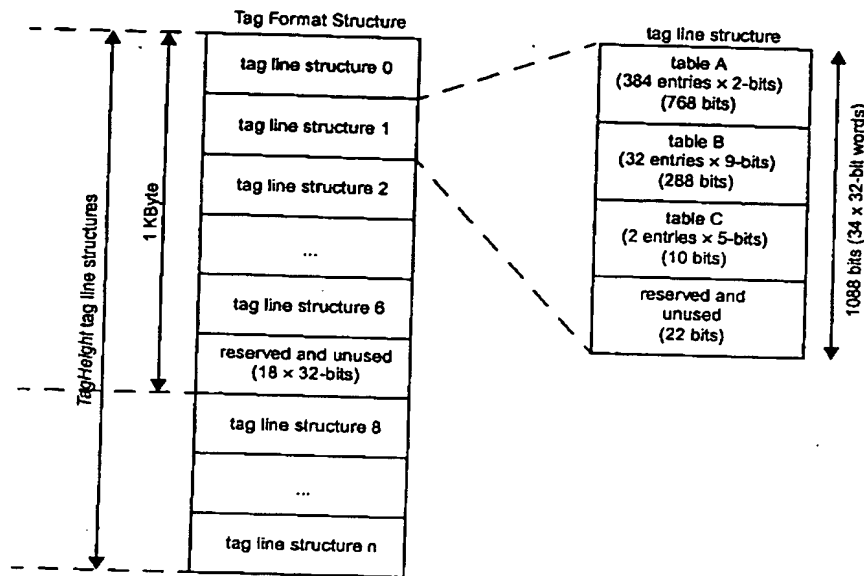 Tag Format Structure
tag line structure 0
tag line structure 1
tag line structure 2
...
tag line structure 6
reserved and unused
(18 × 32-bits)
tag line structure 8
...
tag line structure n
TagHeight tag line structures
1 KByte
tag line structure
table A
(384 entries × 2-bits)
(768 bits)
table B
(32 entries × 9-bits)
(288 bits)
table C
(2 entries × 5-bits)
(10 bits)
reserved and
unused
(22 bits)
1088 bits (34 x 32-bit words)